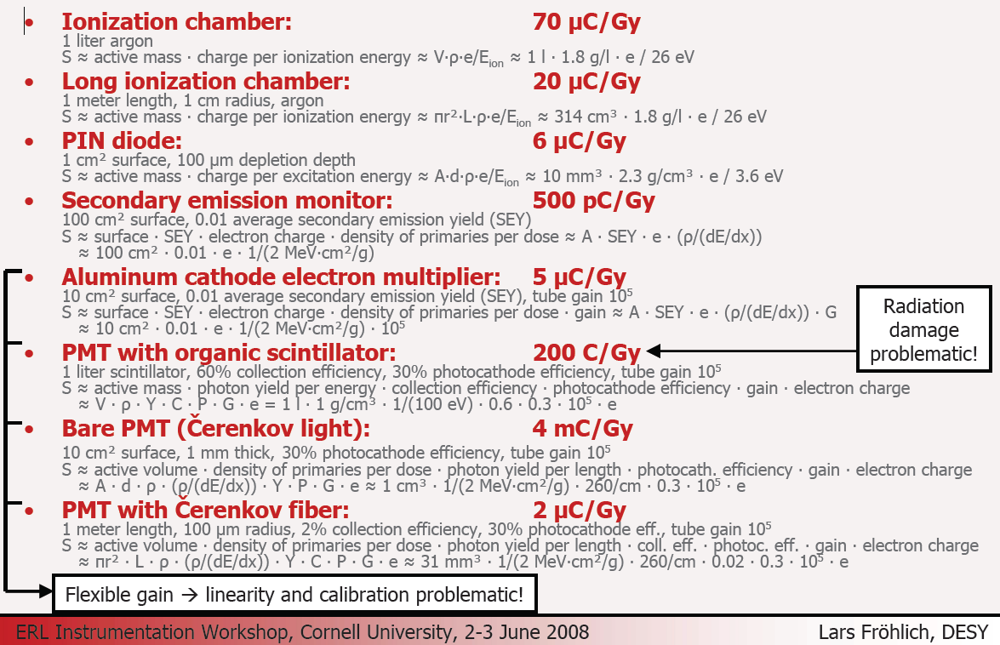 • Ionization chamber: 70 µC/Gy
1 liter argon
S ≈ active mass · charge per ionization energy ≈ V·ρ·e/Eion ≈ 1 l · 1.8 g/l · e / 26 eV
• Long ionization chamber: 20 µC/Gy
1 meter length, 1 cm radius, argon
S ≈ active mass · charge per ionization energy ≈ πr²·L·ρ·e/Eion ≈ 314 cm³ · 1.8 g/l · e / 26 eV
• PIN diode: 6 µC/Gy
1 cm² surface, 100 µm depletion depth
S ≈ active mass · charge per excitation energy ≈ A·d·ρ·e/Eion ≈ 10 mm³ · 2.3 g/cm³ · e / 3.6 eV
• Secondary emission monitor: 500 pC/Gy
100 cm² surface, 0.01 average secondary emission yield (SEY)
S ≈ surface · SEY · electron charge · density of primaries per dose ≈ A · SEY · e · (ρ/(dE/dx))
≈ 100 cm² · 0.01 · e · 1/(2 MeV·cm²/g)
• Aluminum cathode electron multiplier: 5 µC/Gy
10 cm² surface, 0.01 average secondary emission yield (SEY), tube gain 10⁵
S ≈ surface · SEY · electron charge · density of primaries per dose · gain ≈ A · SEY · e · (ρ/(dE/dx)) · G
≈ 10 cm² · 0.01 · e · 1/(2 MeV·cm²/g) · 10⁵
• PMT with organic scintillator: 200 C/Gy
Radiation
damage
problematic!
1 liter scintillator, 60% collection efficiency, 30% photocathode efficiency, tube gain 10⁵
S ≈ active mass · photon yield per energy · collection efficiency · photocathode efficiency · gain · electron charge
≈ V · ρ · Y · C · P · G · e = 1 l · 1 g/cm³ · 1/(100 eV) · 0.6 · 0.3 · 10⁵ · e
• Bare PMT (Čerenkov light): 4 mC/Gy
10 cm² surface, 1 mm thick, 30% photocathode efficiency, tube gain 10⁵
S ≈ active volume · density of primaries per dose · photon yield per length · photocath. efficiency · gain · electron charge
≈ A · d · ρ · (ρ/(dE/dx)) · Y · P · G · e ≈ 1 cm³ · 1/(2 MeV·cm²/g) · 260/cm · 0.3 · 10⁵ · e
• PMT with Čerenkov fiber: 2 µC/Gy
1 meter length, 100 µm radius, 2% collection efficiency, 30% photocathode eff., tube gain 10⁵
S ≈ active volume · density of primaries per dose · photon yield per length · coll. eff. · photoc. eff. · gain · electron charge
≈ πr² · L · ρ · (ρ/(dE/dx)) · Y · C · P · G · e ≈ 31 mm³ · 1/(2 MeV·cm²/g) · 260/cm · 0.02 · 0.3 · 10⁵ · e
Flexible gain → linearity and calibration problematic!
ERL Instrumentation Workshop, Cornell University, 2-3 June 2008 Lars Fröhlich, DESY